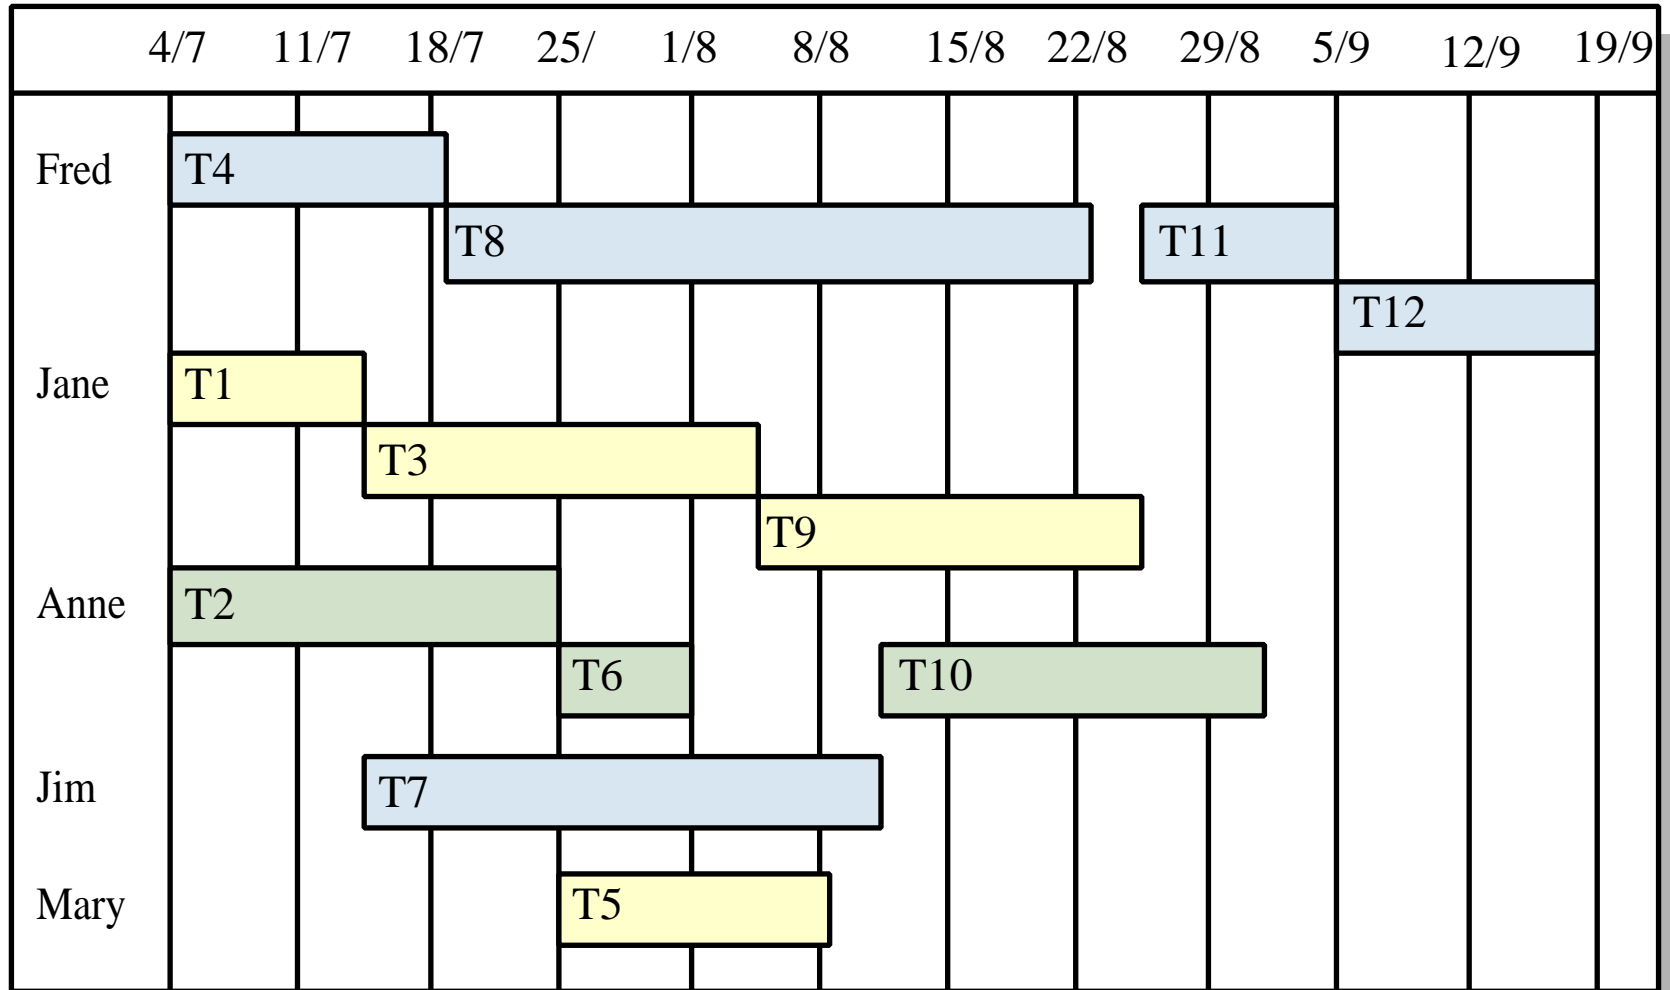 4/7 11/7 18/7 25/ 1/8 8/8 15/8 22/8 29/8 5/9 12/9 19/9
Fred T4
T8 T11
T12
Jane T1
T3
T9
Anne T2
T6 T10
Jim T7
Mary T5